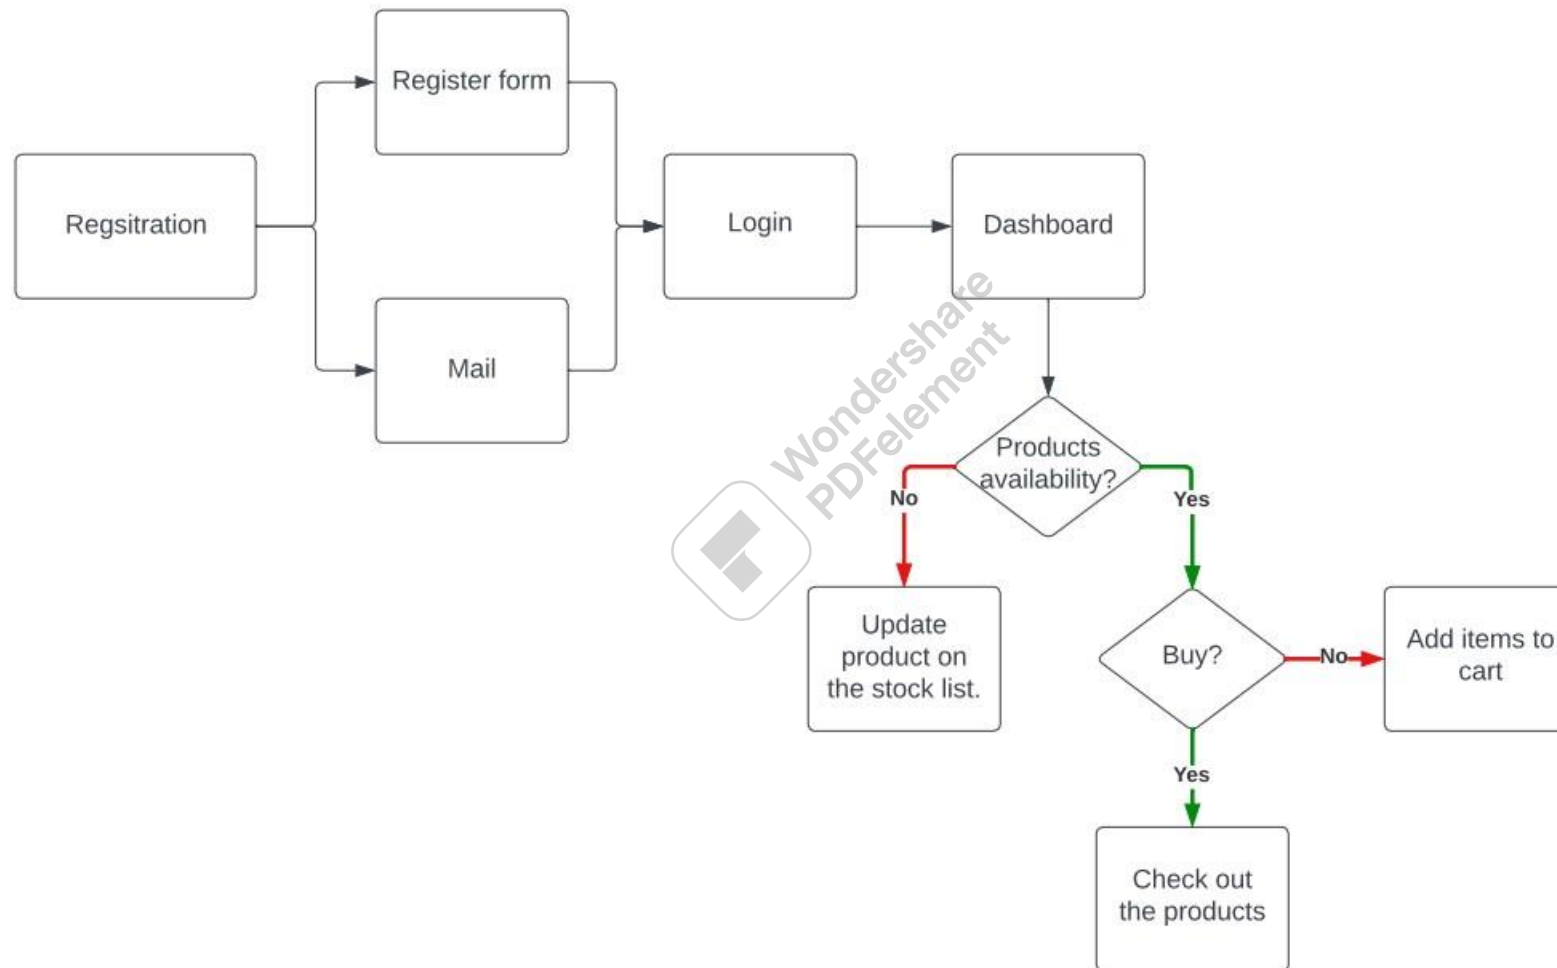 Register form
Regsitration
Login
Dashboard
Mail
Wondershare
PDFelement
Products
availability?
No
Yes
Update
product on
the stock list.
Buy?
No
Add items to
cart
Yes
Check out
the products